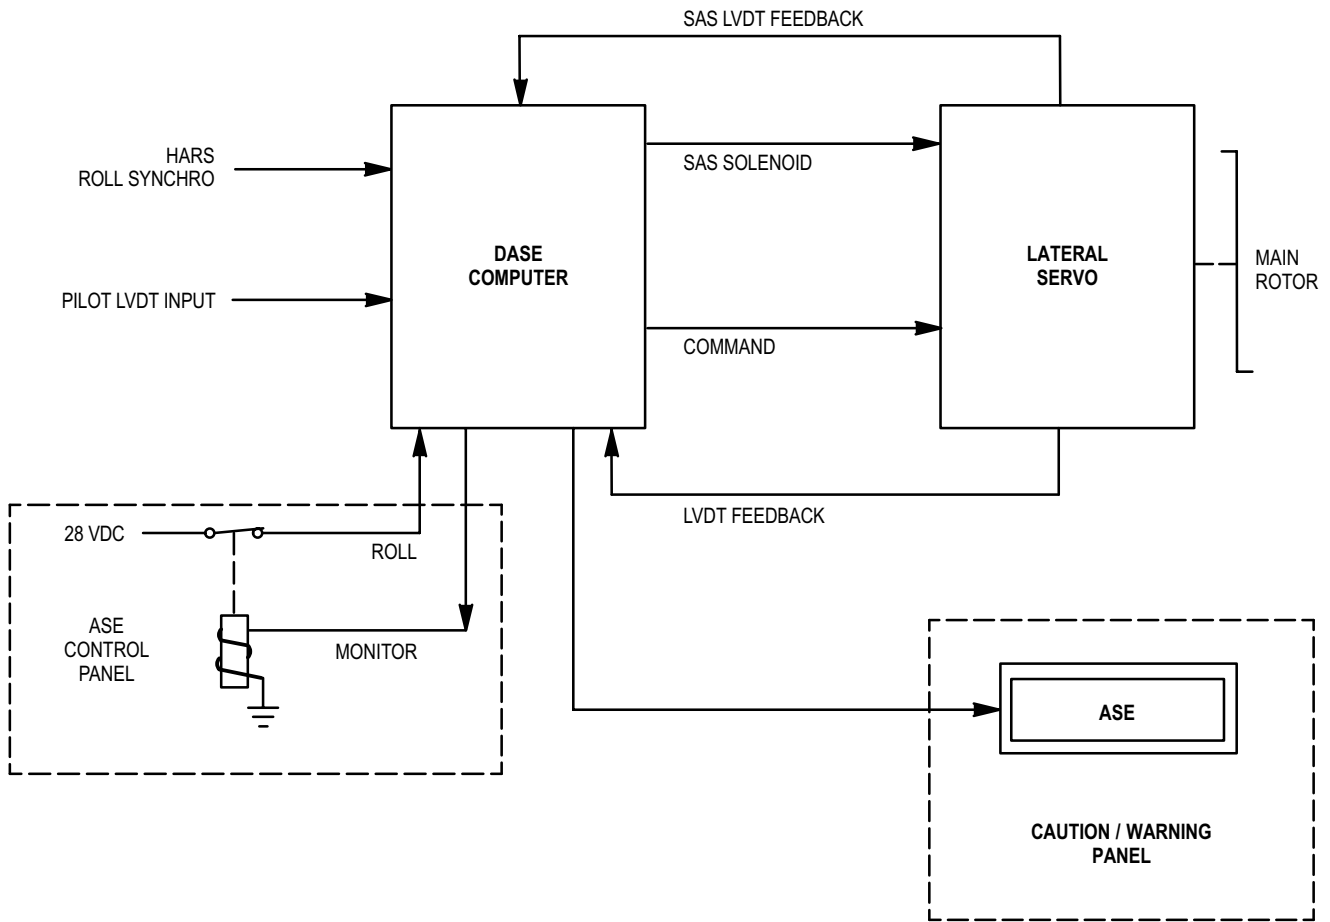 SAS LVDT FEEDBACK
HARS
ROLL SYNCHRO
SAS SOLENOID
DASE
COMPUTER
LATERAL
SERVO
MAIN
ROTOR
PILOT LVDT INPUT
COMMAND
LVDT FEEDBACK
28 VDC
ROLL
ASE
CONTROL
PANEL
MONITOR
ASE
CAUTION / WARNING
PANEL